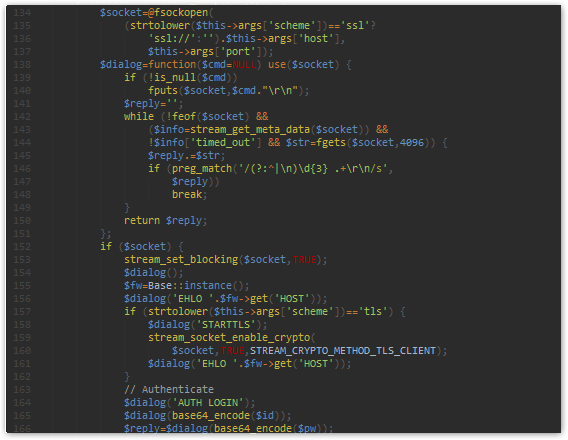 134 $socket=@fsockopen(
135 (strtolower($this->args['scheme'])=='ssl'?
136 'ssl://':'').$this->args['host'],
137 $this->args['port']);
138 $dialog=function($cmd=NULL) use($socket) {
139 if (!is_null($cmd))
140 fputs($socket,$cmd."\r\n");
141 $reply='';
142 while (!feof($socket) &&
143 ($info=stream_get_meta_data($socket)) &&
144 !$info['timed_out'] && $str=fgets($socket,4096)) {
145 $reply.=$str;
146 if (preg_match('/(?:^|\n)\d{3} .+\r\n/s',
147 $reply))
148 break;
149 }
150 return $reply;
151 };
152 if ($socket) {
153 stream_set_blocking($socket,TRUE);
154 $dialog();
155 $fw=Base::instance();
156 $dialog('EHLO '.$fw->get('HOST'));
157 if (strtolower($this->args['scheme'])=='tls') {
158 $dialog('STARTTLS');
159 stream_socket_enable_crypto(
160 $socket,TRUE,STREAM_CRYPTO_METHOD_TLS_CLIENT);
161 $dialog('EHLO '.$fw->get('HOST'));
162 }
163 // Authenticate
164 $dialog('AUTH LOGIN');
165 $dialog(base64_encode($id));
166 $reply=$dialog(base64_encode($pw));